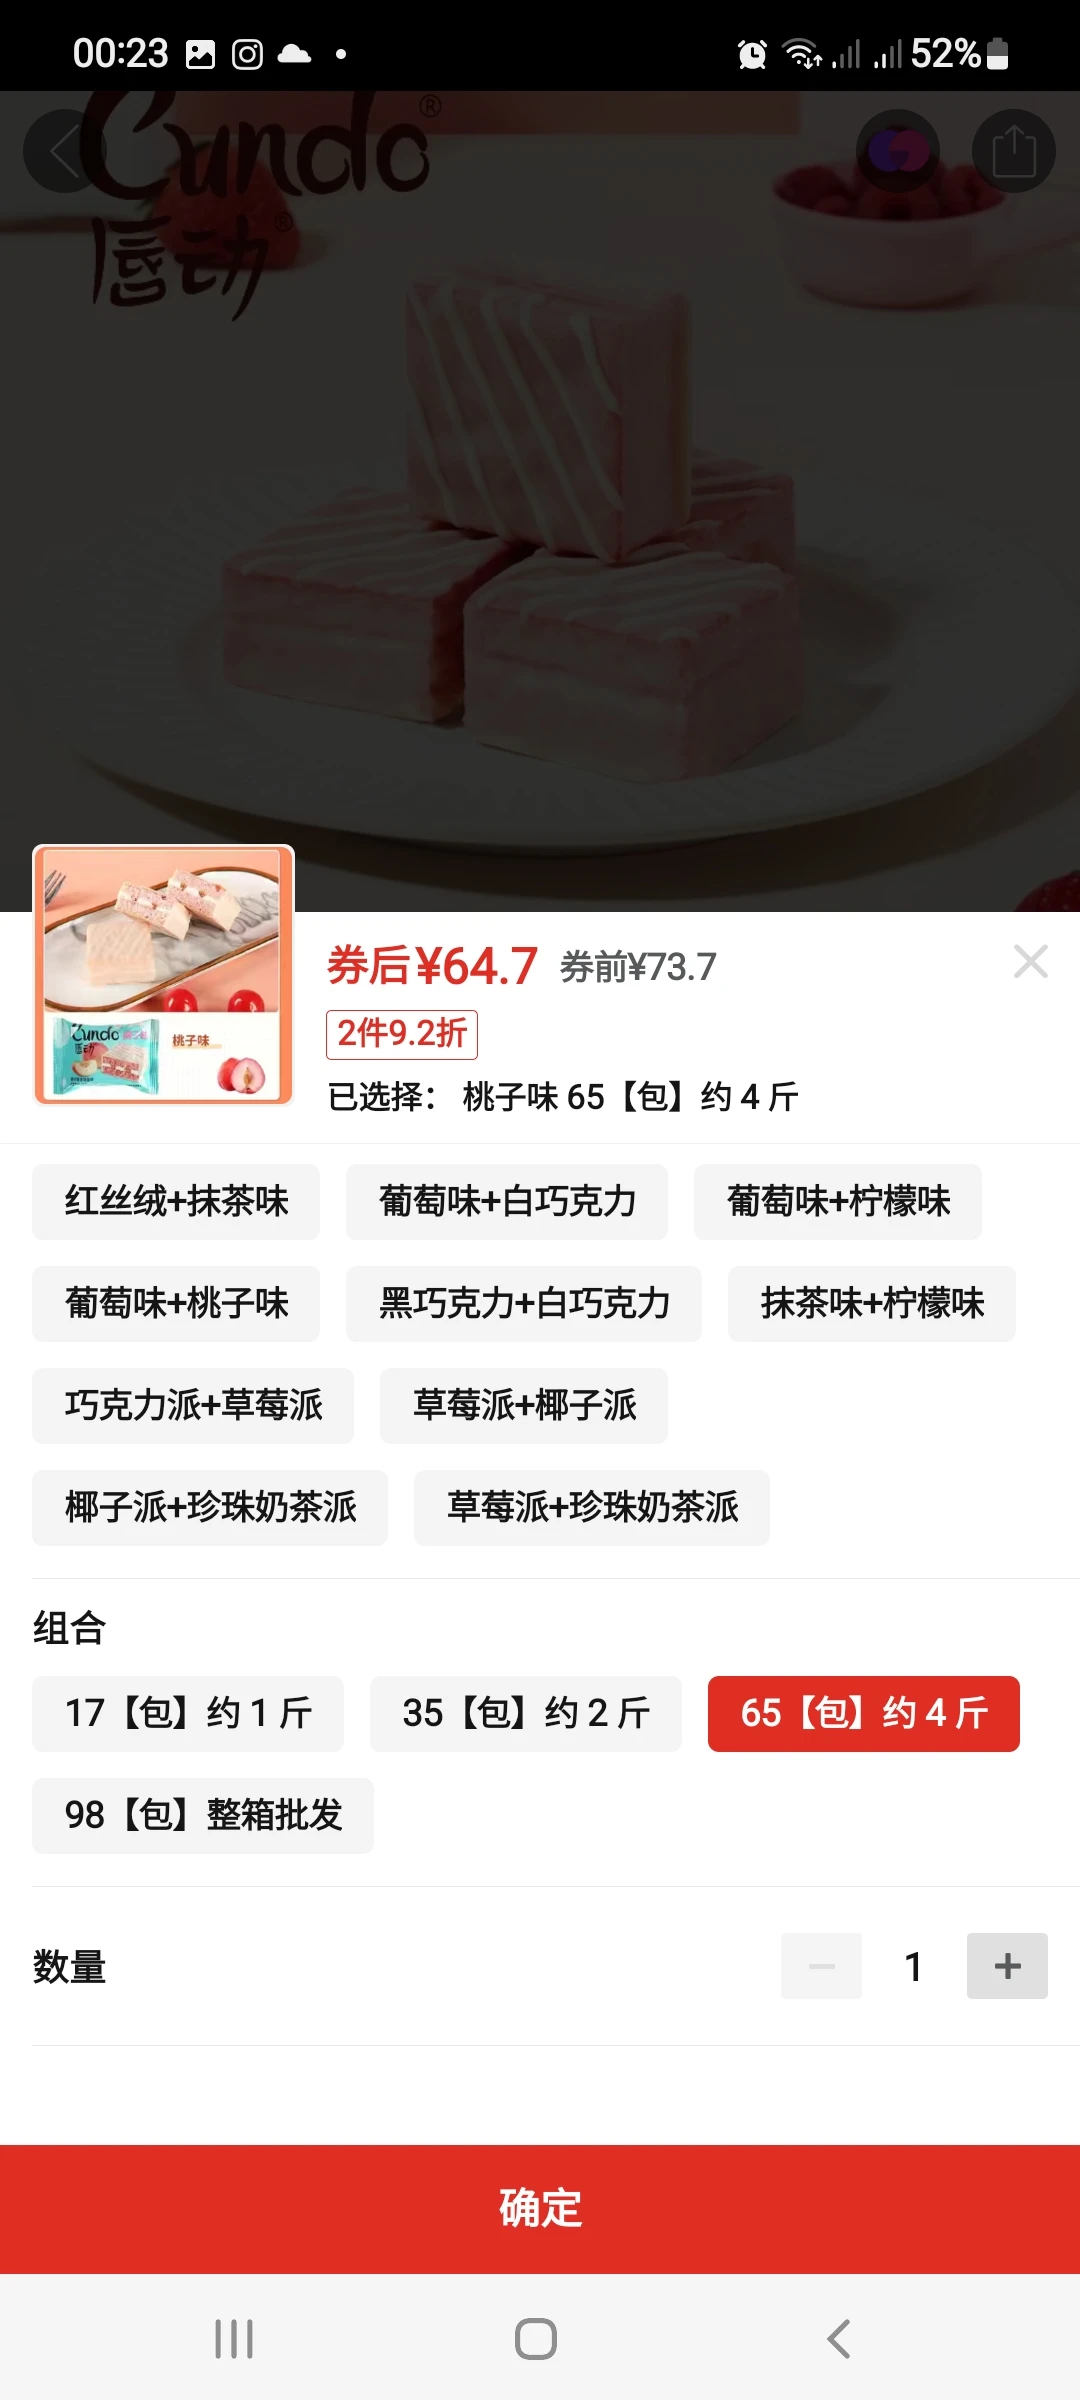 00:23
52%
Cundo®
唇动®
Cundo
唇动
桃子味
券后¥64.7 券前¥73.7
2件9.2折
已选择： 桃子味 65【包】约 4 斤
红丝绒+抹茶味 葡萄味+白巧克力 葡萄味+柠檬味
葡萄味+桃子味 黑巧克力+白巧克力 抹茶味+柠檬味
巧克力派+草莓派 草莓派+椰子派
椰子派+珍珠奶茶派 草莓派+珍珠奶茶派
组合
17【包】约 1 斤 35【包】约 2 斤 65【包】约 4 斤
98【包】整箱批发
数量 1
确定